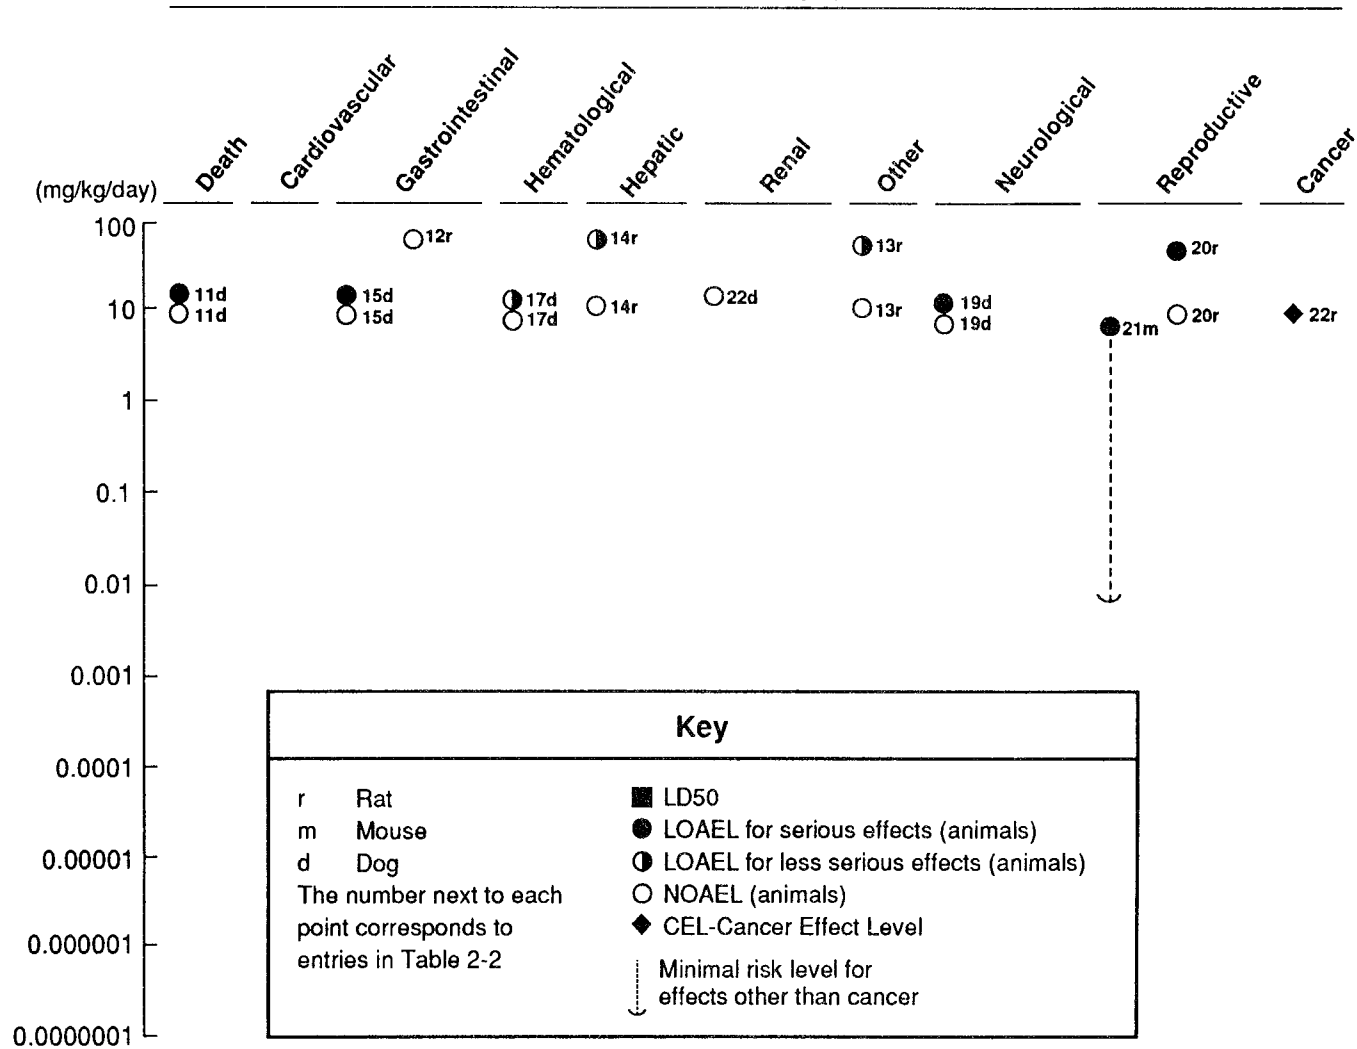 Death
Cardiovascular
Gastrointestinal
Hematological
Hepatic
Renal
Other
Neurological
Reproductive
Cancer
(mg/kg/day)
100
10
1
0.1
0.01
0.001
0.0001
0.00001
0.000001
0.0000001
12r
14r
13r
20r
11d
15d
17d
22d
19d
11d
15d
17d
14r
13r
19d
21m
20r
22r
Key
r Rat
m Mouse
d Dog
The number next to each
point corresponds to
entries in Table 2-2
LD50
LOAEL for serious effects (animals)
LOAEL for less serious effects (animals)
NOAEL (animals)
CEL-Cancer Effect Level
Minimal risk level for
effects other than cancer